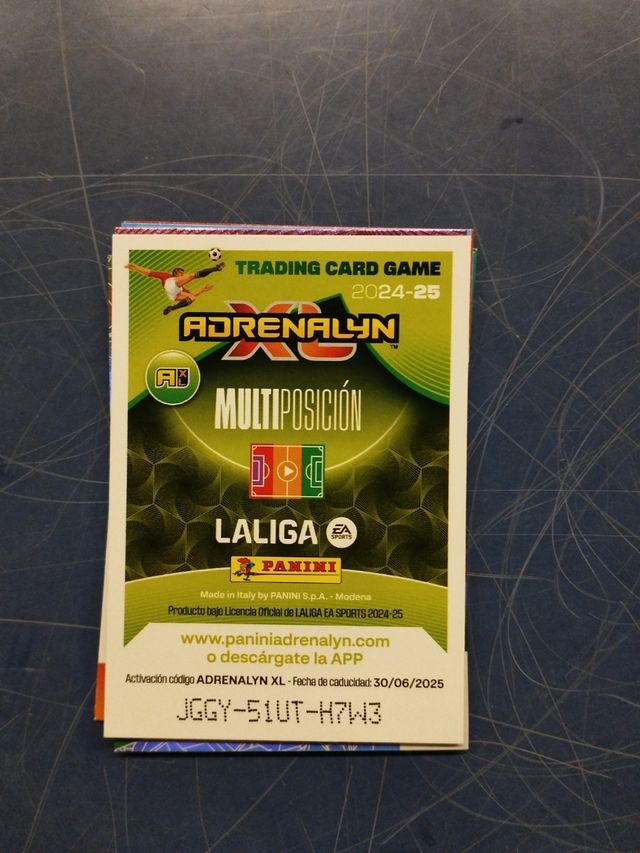 TRADING CARD GAME
2024-25
ADRENALYN
XL™
AXL
MULTIPOSICIÓN
LALIGA EA SPORTS
PANINI
Made in Italy by PANINI S.p.A. - Modena
Producto bajo Licencia Oficial de LALIGA EA SPORTS 2024-25
www.paniniadrenalyn.com
o descárgate la APP
Activación código ADRENALYN XL - Fecha de caducidad: 30/06/2025
JGGY-51UT-H7W3